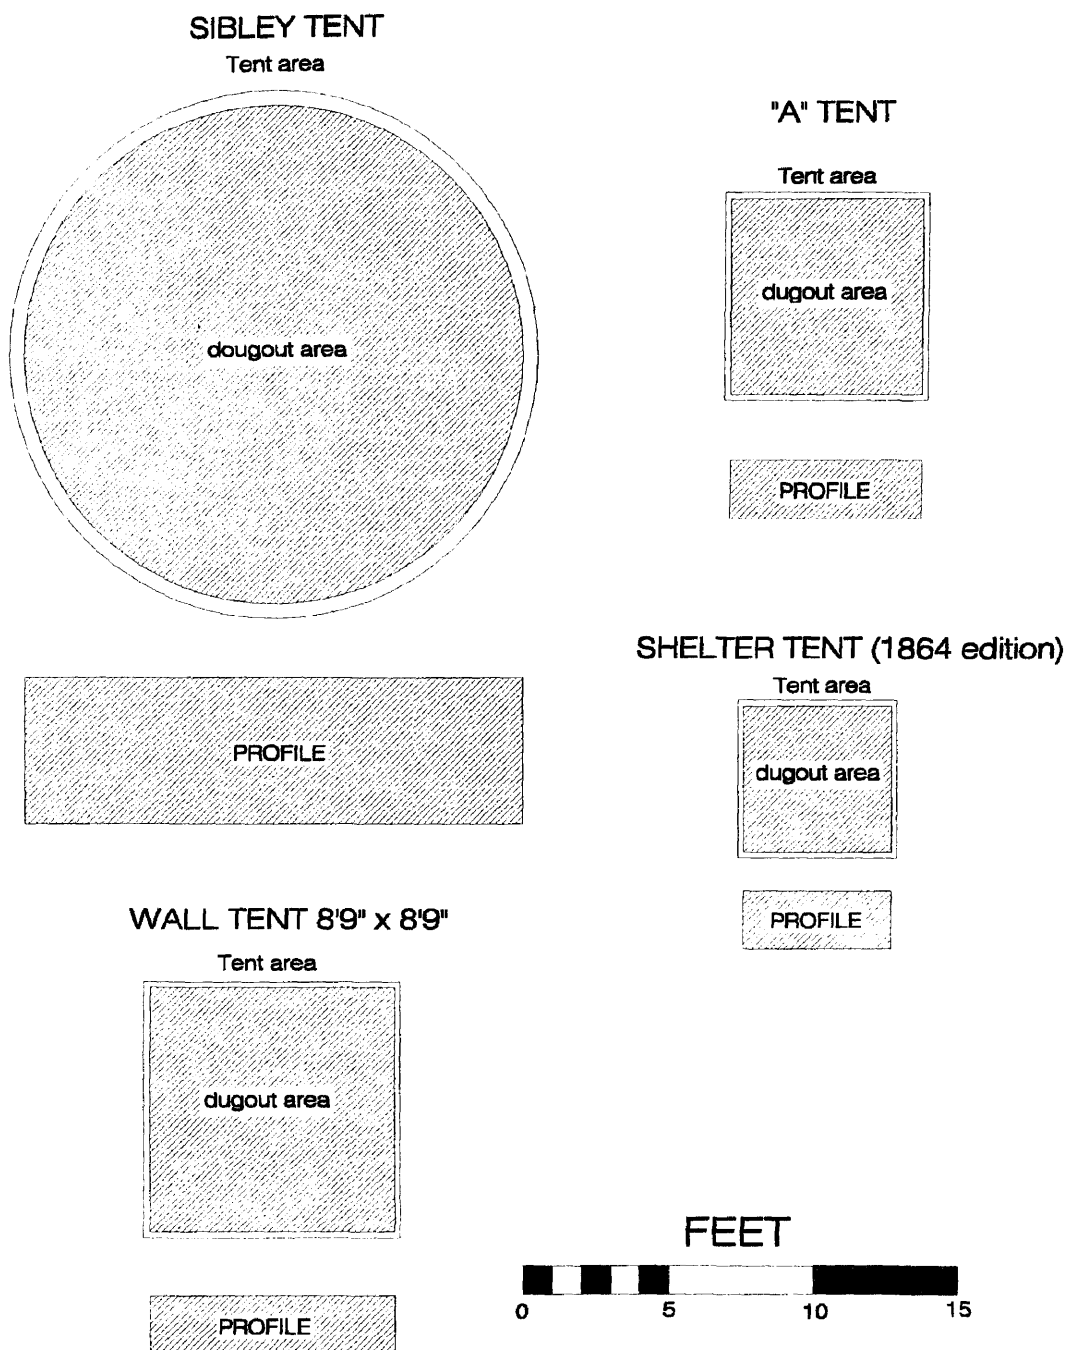 SIBLEY TENT
Tent area
dougout area
PROFILE
"A" TENT
Tent area
dugout area
PROFILE
SHELTER TENT (1864 edition)
Tent area
dugout area
PROFILE
WALL TENT 8'9" x 8'9"
Tent area
dugout area
PROFILE
FEET
0 5 10 15